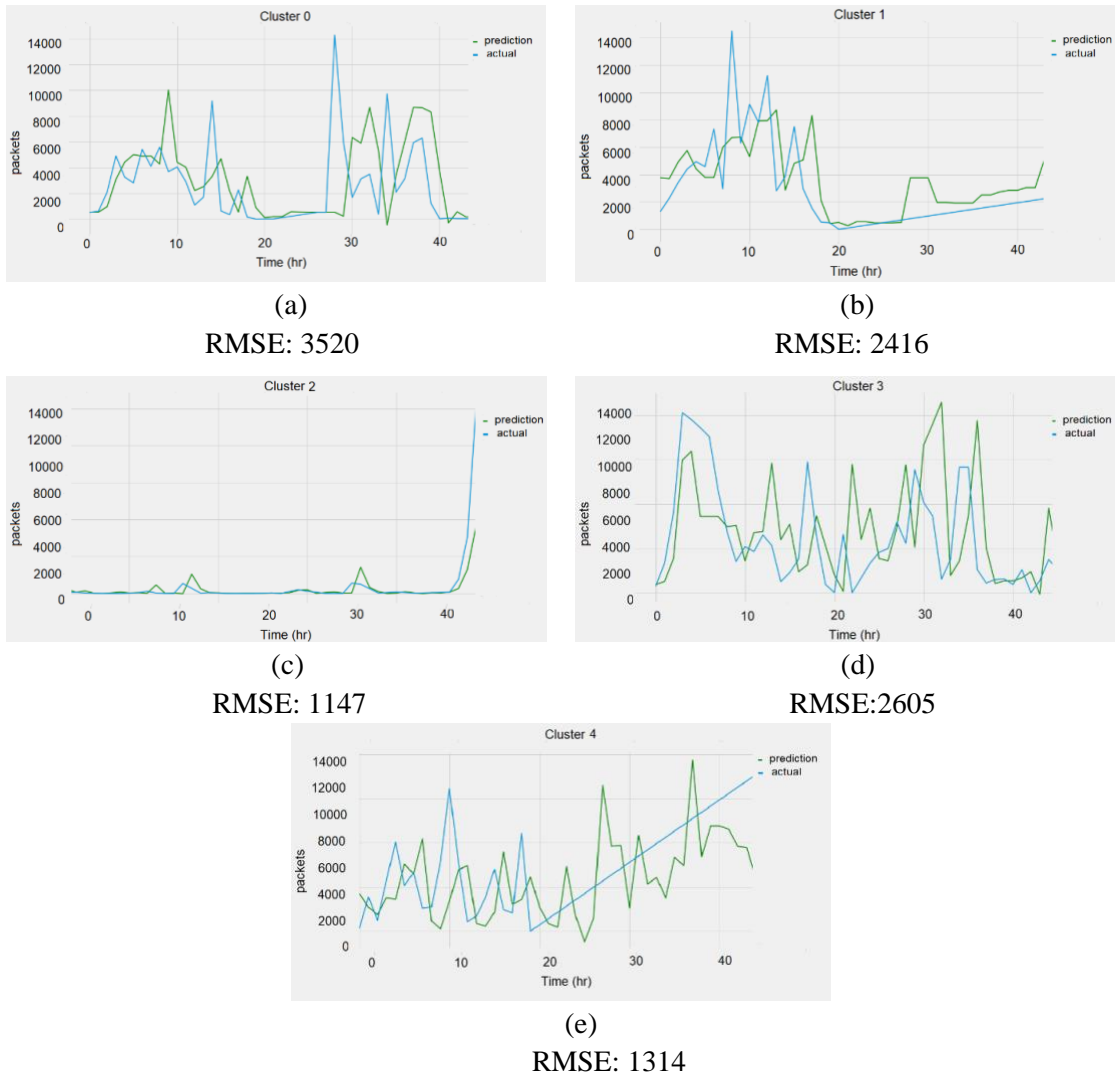 Cluster 0
14000
12000
10000
8000
6000
4000
2000
0
packets
0 10 20 30 40
Time (hr)
prediction
actual
(a)
RMSE: 3520
Cluster 1
14000
12000
10000
8000
6000
4000
2000
0
packets
0 10 20 30 40
Time (hr)
prediction
actual
(b)
RMSE: 2416
Cluster 2
14000
12000
10000
8000
6000
4000
2000
0
packets
0 10 20 30 40
Time (hr)
prediction
actual
(c)
RMSE: 1147
Cluster 3
14000
12000
10000
8000
6000
4000
2000
0
packets
0 10 20 30 40
Time (hr)
prediction
actual
(d)
RMSE:2605
Cluster 4
14000
12000
10000
8000
6000
4000
2000
0
packets
0 10 20 30 40
Time (hr)
prediction
actual
(e)
RMSE: 1314